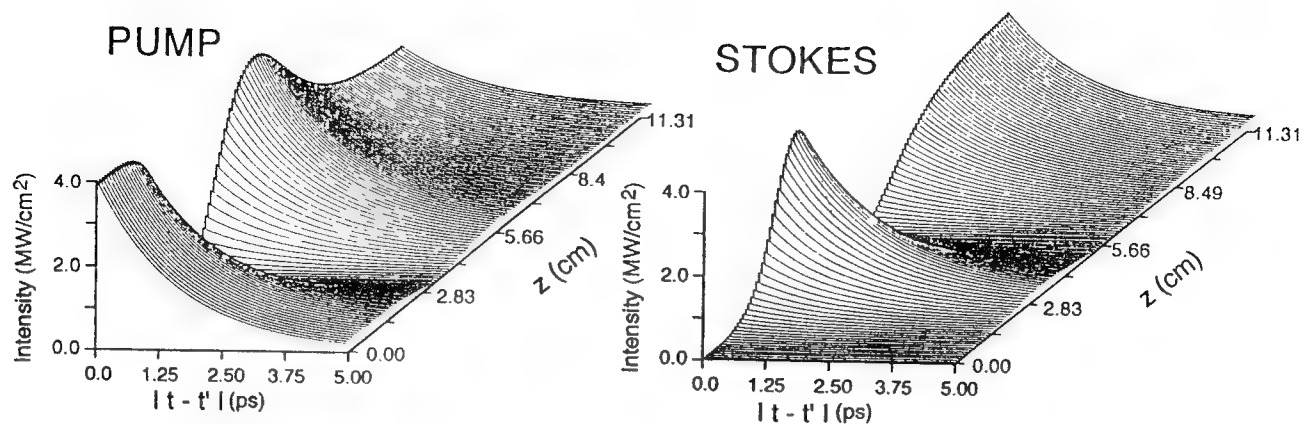 PUMP
Intensity (MW/cm²)
4.0
2.0
0.0
0.0 1.25 2.50 3.75 5.00
| t - t' | (ps)
0.00
2.83
5.66
8.4
11.31
z (cm)
STOKES
Intensity (MW/cm²)
4.0
2.0
0.0
0.0 1.25 2.50 3.75 5.00
| t - t' | (ps)
0.00
2.83
5.66
8.49
11.31
z (cm)